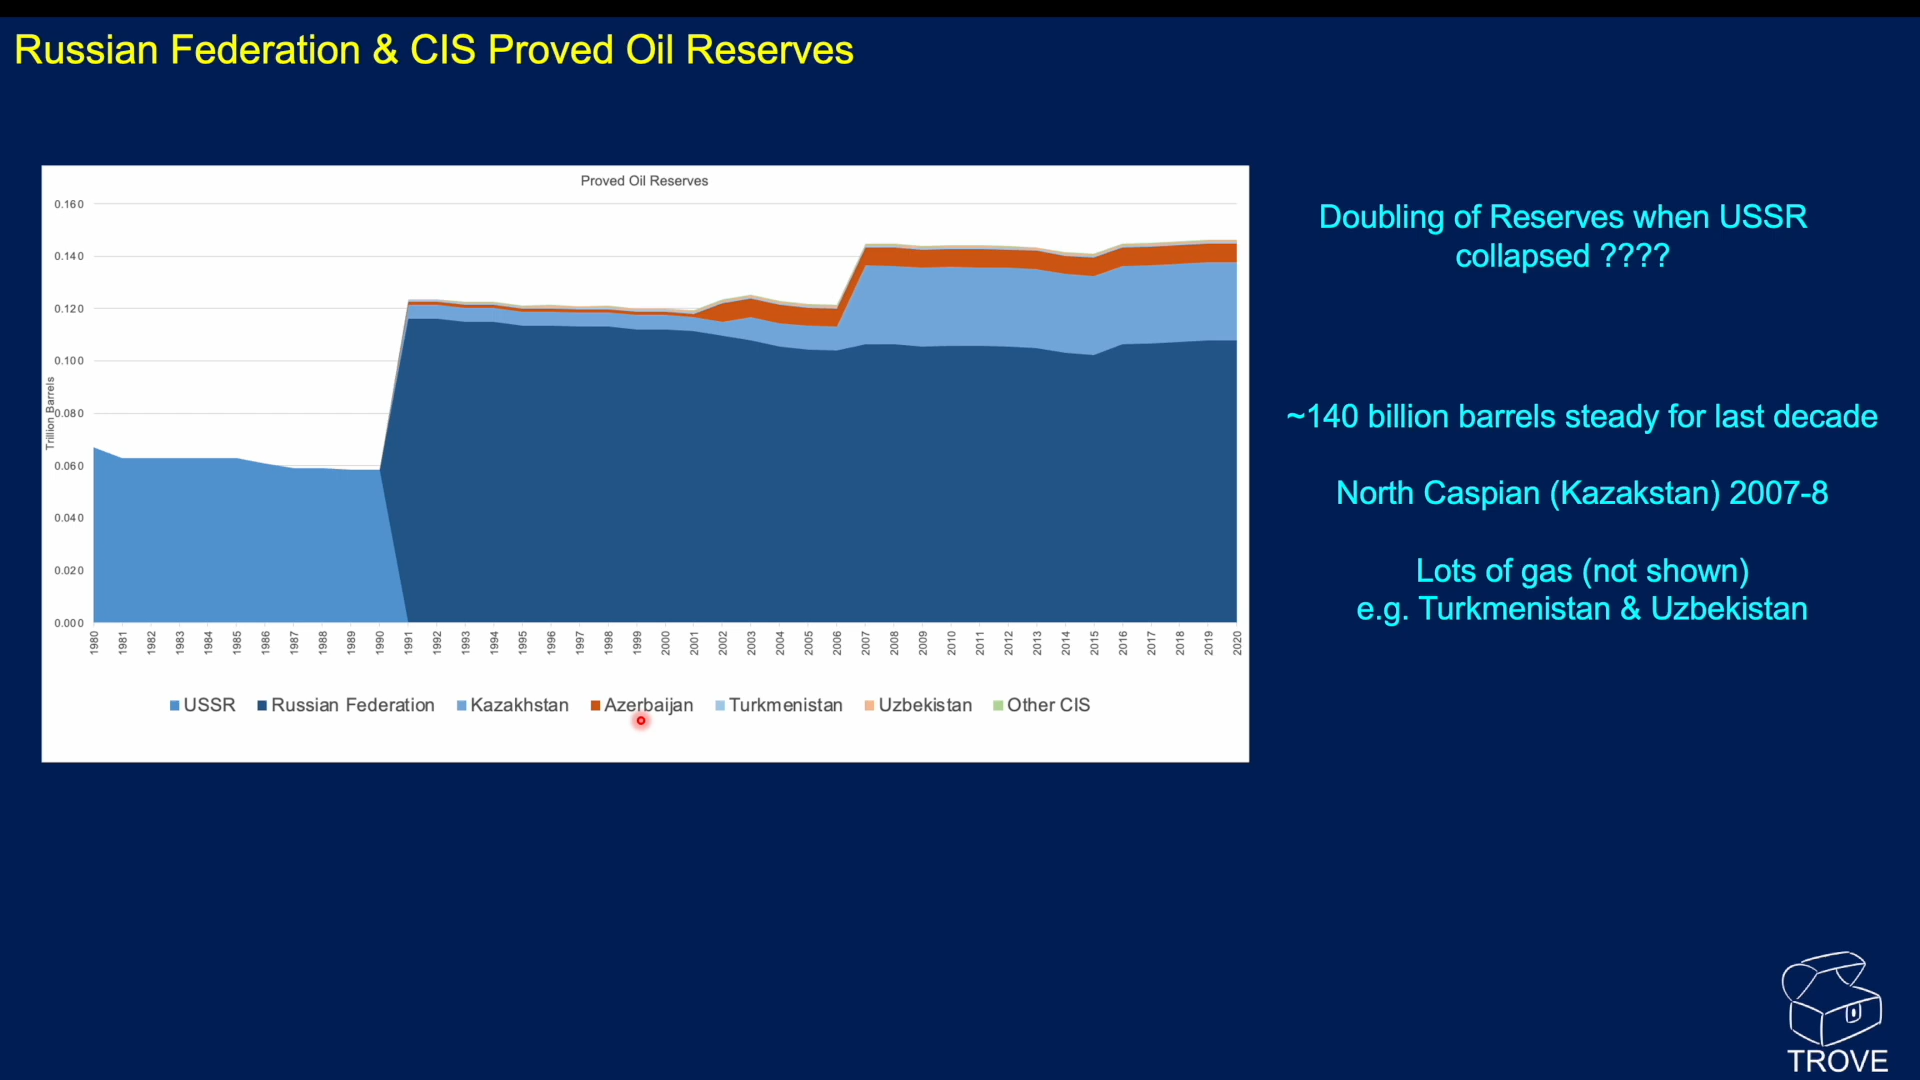 Russian Federation & CIS Proved Oil Reserves
Proved Oil Reserves
0.160
0.140
0.120
0.100
0.080
0.060
0.040
0.020
0.000
Trillion Barrels
1980 1981 1982 1983 1984 1985 1986 1987 1988 1989 1990 1991 1992 1993 1994 1995 1996 1997 1998 1999 2000 2001 2002 2003 2004 2005 2006 2007 2008 2009 2010 2011 2012 2013 2014 2015 2016 2017 2018 2019 2020
USSR Russian Federation Kazakhstan Azerbaijan Turkmenistan Uzbekistan Other CIS
Doubling of Reserves when USSR
collapsed ????
~140 billion barrels steady for last decade
North Caspian (Kazakstan) 2007-8
Lots of gas (not shown)
e.g. Turkmenistan & Uzbekistan
TROVE